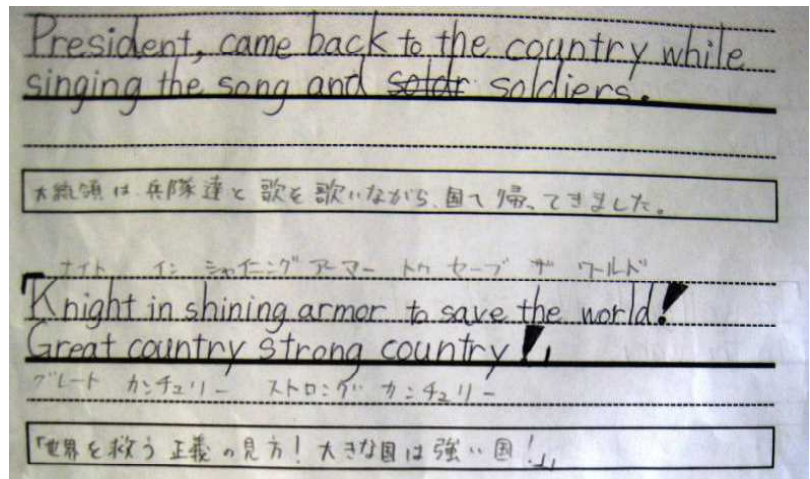 President, came back to the country while
singing the song and soldr soldiers.
大統領は兵隊達と歌を歌いながら、国へ帰ってきました。
ナイト イン シャイニング アーマー トゥ セーブ ザ ワールド
「Knight in shining armor to save the world!
Great country strong country!」
グレート カンチュリー ストロング カンチュリー
「世界を救う正義の見方!大きな国は強い国!」